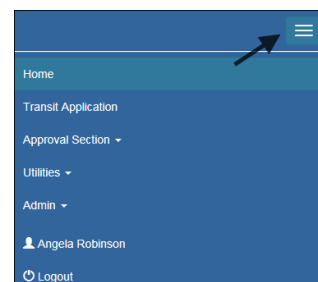 Home
Transit Application
Approval Section
Utilities
Admin
Angela Robinson
Logout